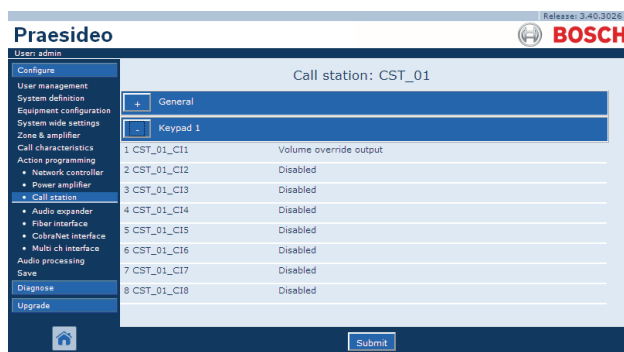 Release: 3.40.3026
Praesideo
BOSCH
User: admin
Configure
User management
System definition
Equipment configuration
System wide settings
Zone & amplifier
Call characteristics
Action programming
• Network controller
• Power amplifier
• Call station
• Audio expander
• Fiber interface
• CobraNet interface
• Multi ch interface
Audio processing
Save
Diagnose
Upgrade
Call station: CST_01
+ General
- Keypad 1
1 CST_01_CI1 Volume override output
2 CST_01_CI2 Disabled
3 CST_01_CI3 Disabled
4 CST_01_CI4 Disabled
5 CST_01_CI5 Disabled
6 CST_01_CI6 Disabled
7 CST_01_CI7 Disabled
8 CST_01_CI8 Disabled
Submit